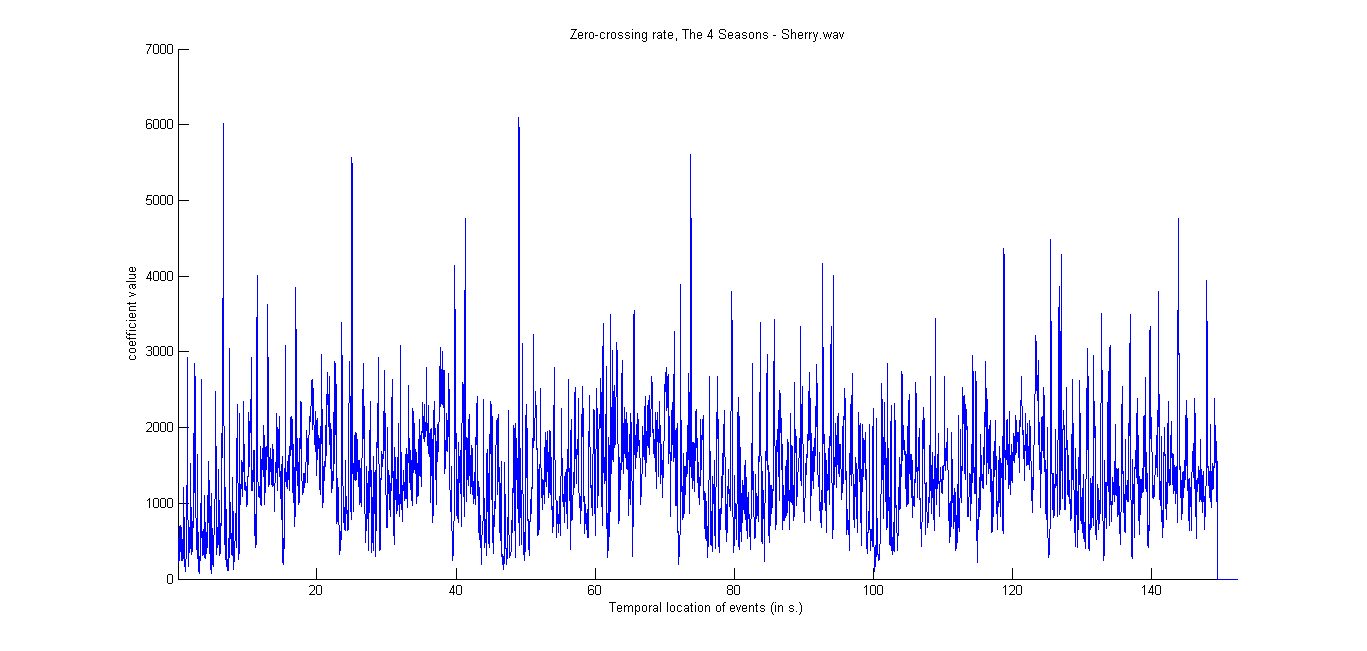 Zero-crossing rate, The 4 Seasons - Sherry.wav
7000
6000
5000
4000
3000
2000
1000
0
coefficient value
20 40 60 80 100 120 140
Temporal location of events (in s.)